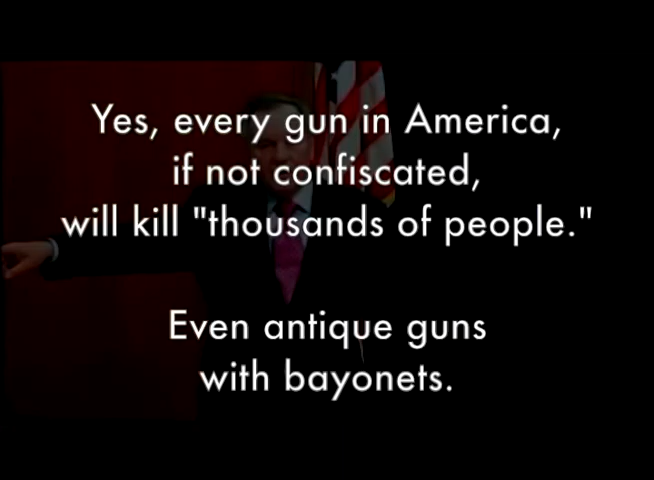 Yes, every gun in America,
if not confiscated,
will kill "thousands of people."
Even antique guns
with bayonets.